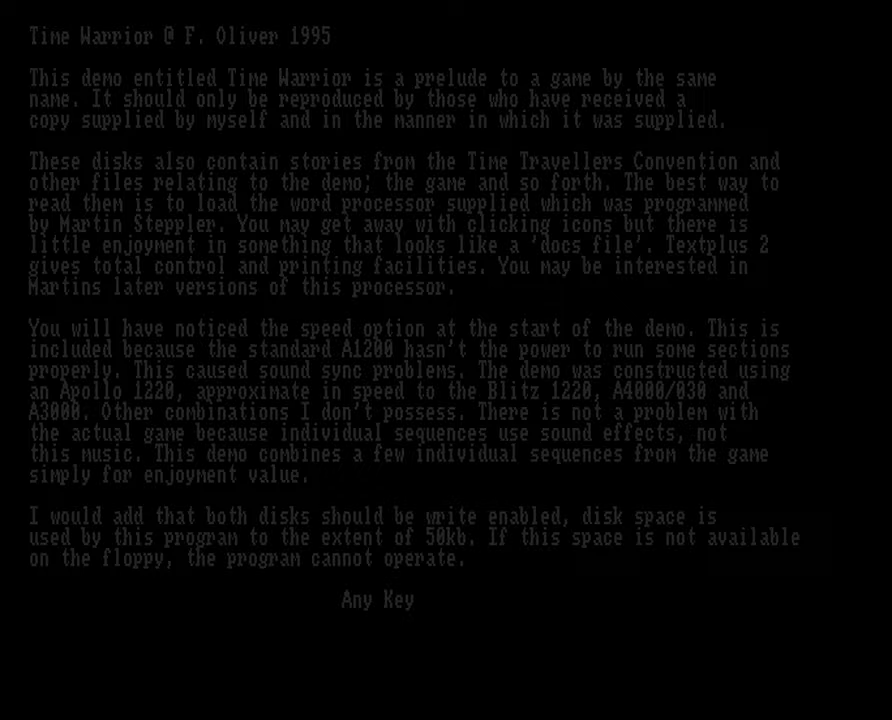 Time Warrior @ F. Oliver 1995
This demo entitled Time Warrior is a prelude to a game by the same
name. It should only be reproduced by those who have received a
copy supplied by myself and in the manner in which it was supplied.
These disks also contain stories from the Time Travellers Convention and
other files relating to the demo; the game and so forth. The best way to
read them is to load the word processor supplied which was programmed
by Martin Steppler. You may get away with clicking icons but there is
little enjoyment in something that looks like a 'docs file'. Textplus 2
gives total control and printing facilities. You may be interested in
Martins later versions of this processor.
You will have noticed the speed option at the start of the demo. This is
included because the standard A1200 hasn't the power to run some sections
properly. This caused sound sync problems. The demo was constructed using
an Apollo 1220, approximate in speed to the Blitz 1220, A4000/030 and
A3000. Other combinations I don't possess. There is not a problem with
the actual game because individual sequences use sound effects, not
this music. This demo combines a few individual sequences from the game
simply for enjoyment value.
I would add that both disks should be write enabled, disk space is
used by this program to the extent of 50kb. If this space is not available
on the floppy, the program cannot operate.
Any Key